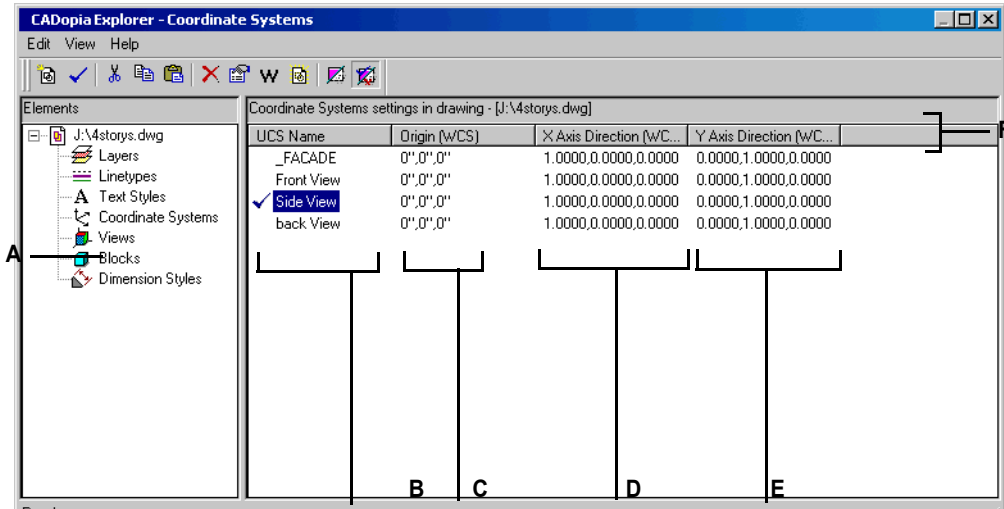 CADopia Explorer - Coordinate Systems
Edit View Help
W
Elements
Coordinate Systems settings in drawing - [J:\4storys.dwg]
J:\4storys.dwg
Layers
Linetypes
A Text Styles
Coordinate Systems
Views
Blocks
Dimension Styles
UCS Name Origin (WCS) X Axis Direction (WC... Y Axis Direction (WC...
_FACADE 0",0",0" 1.0000,0.0000,0.0000 0.0000,1.0000,0.0000
Front View 0",0",0" 1.0000,0.0000,0.0000 0.0000,1.0000,0.0000
Side View 0",0",0" 1.0000,0.0000,0.0000 0.0000,1.0000,0.0000
back View 0",0",0" 1.0000,0.0000,0.0000 0.0000,1.0000,0.0000
A
B C D E